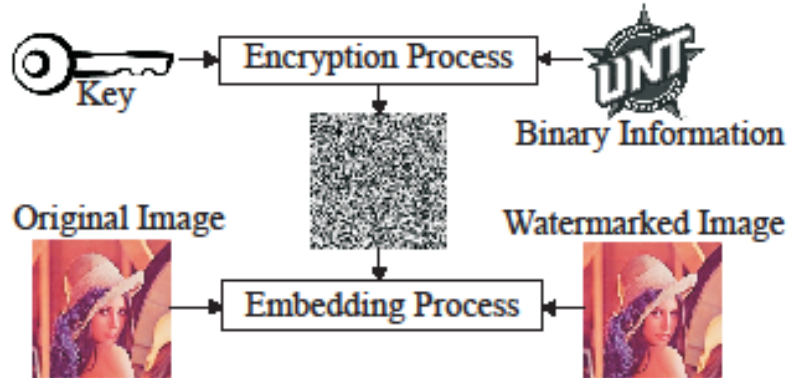 Encryption Process
Key
UNT
Binary Information
Original Image
Watermarked Image
Embedding Process